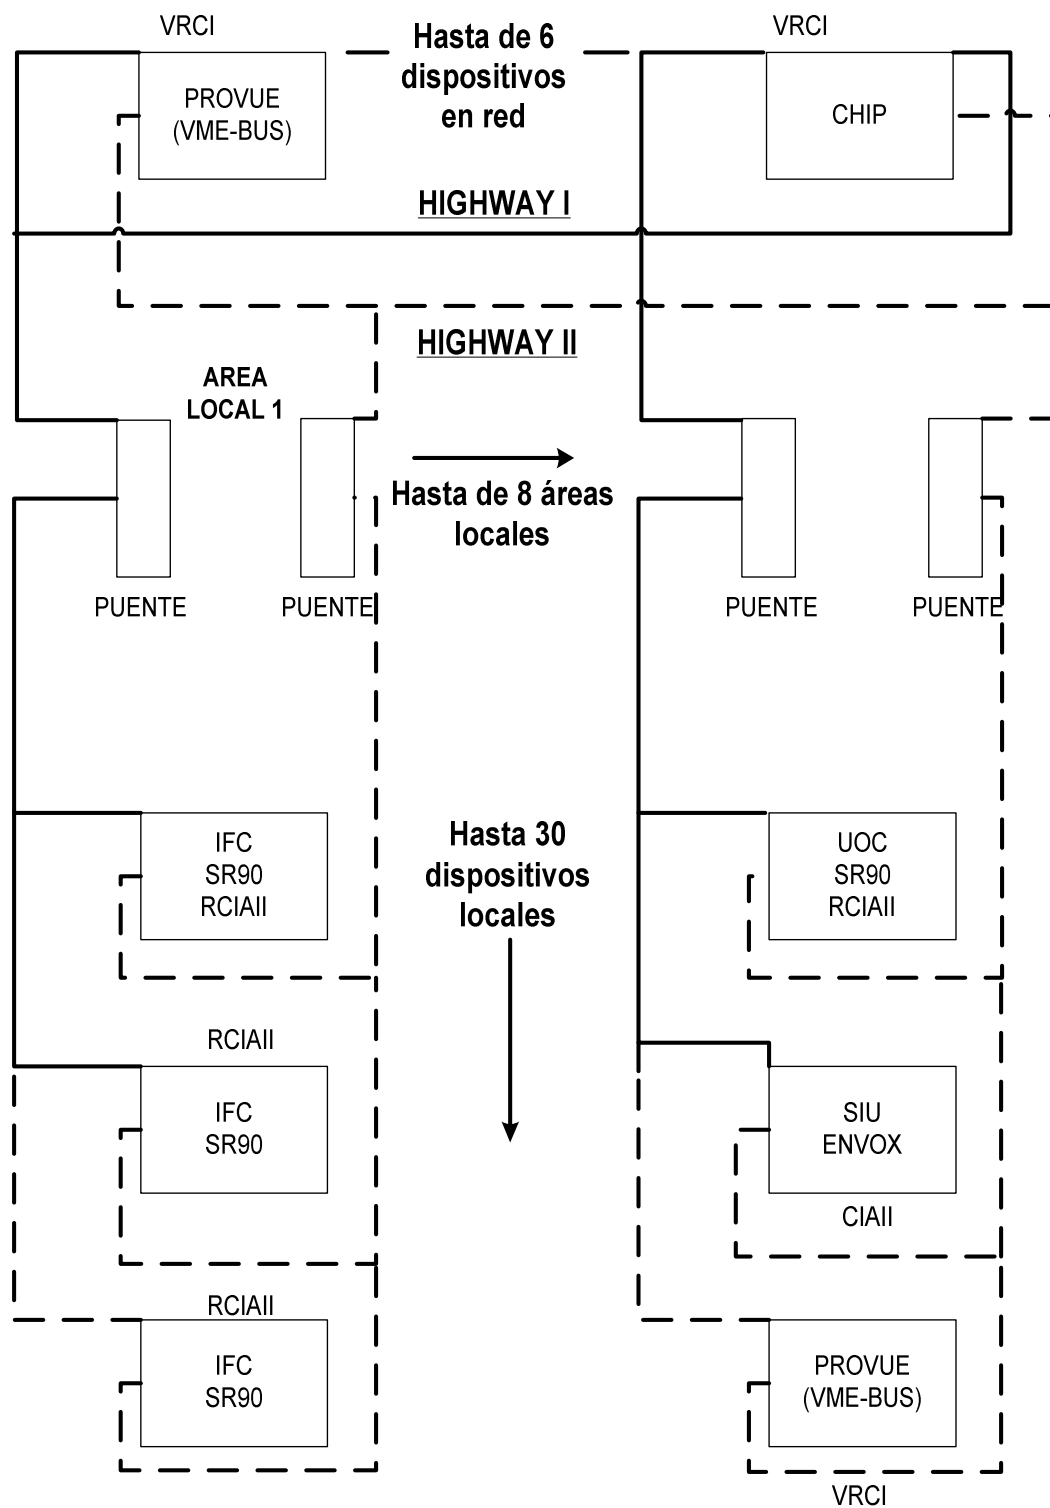 VRCI
Hasta de 6
dispositivos
en red
VRCI
PROVUE
(VME-BUS)
CHIP
HIGHWAY I
HIGHWAY II
AREA
LOCAL 1
Hasta de 8 áreas
locales
PUENTE
PUENTE
PUENTE
PUENTE
IFC
SR90
RCIAII
Hasta 30
dispositivos
locales
UOC
SR90
RCIAII
RCIAII
IFC
SR90
SIU
ENVOX
CIAII
RCIAII
IFC
SR90
PROVUE
(VME-BUS)
VRCI